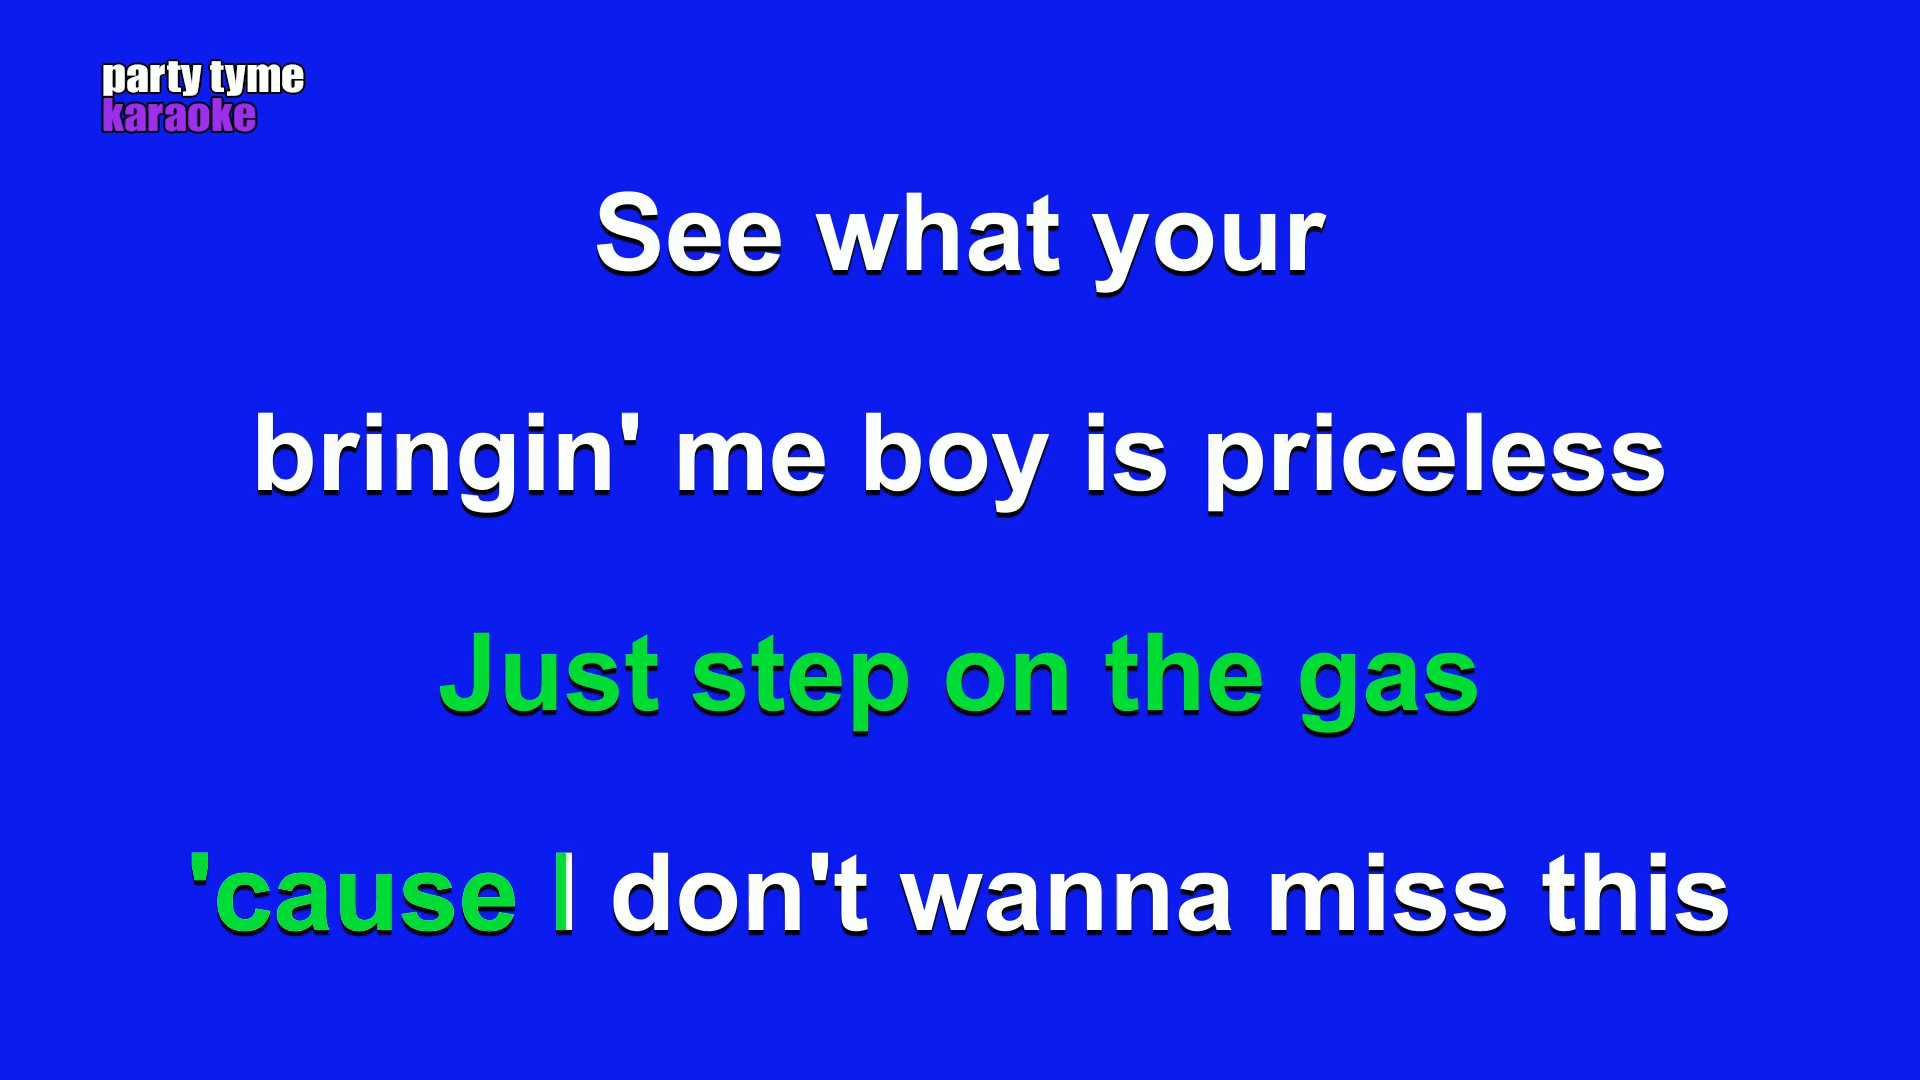 party tyme
karaoke
See what your
bringin' me boy is priceless
Just step on the gas
'cause I don't wanna miss this